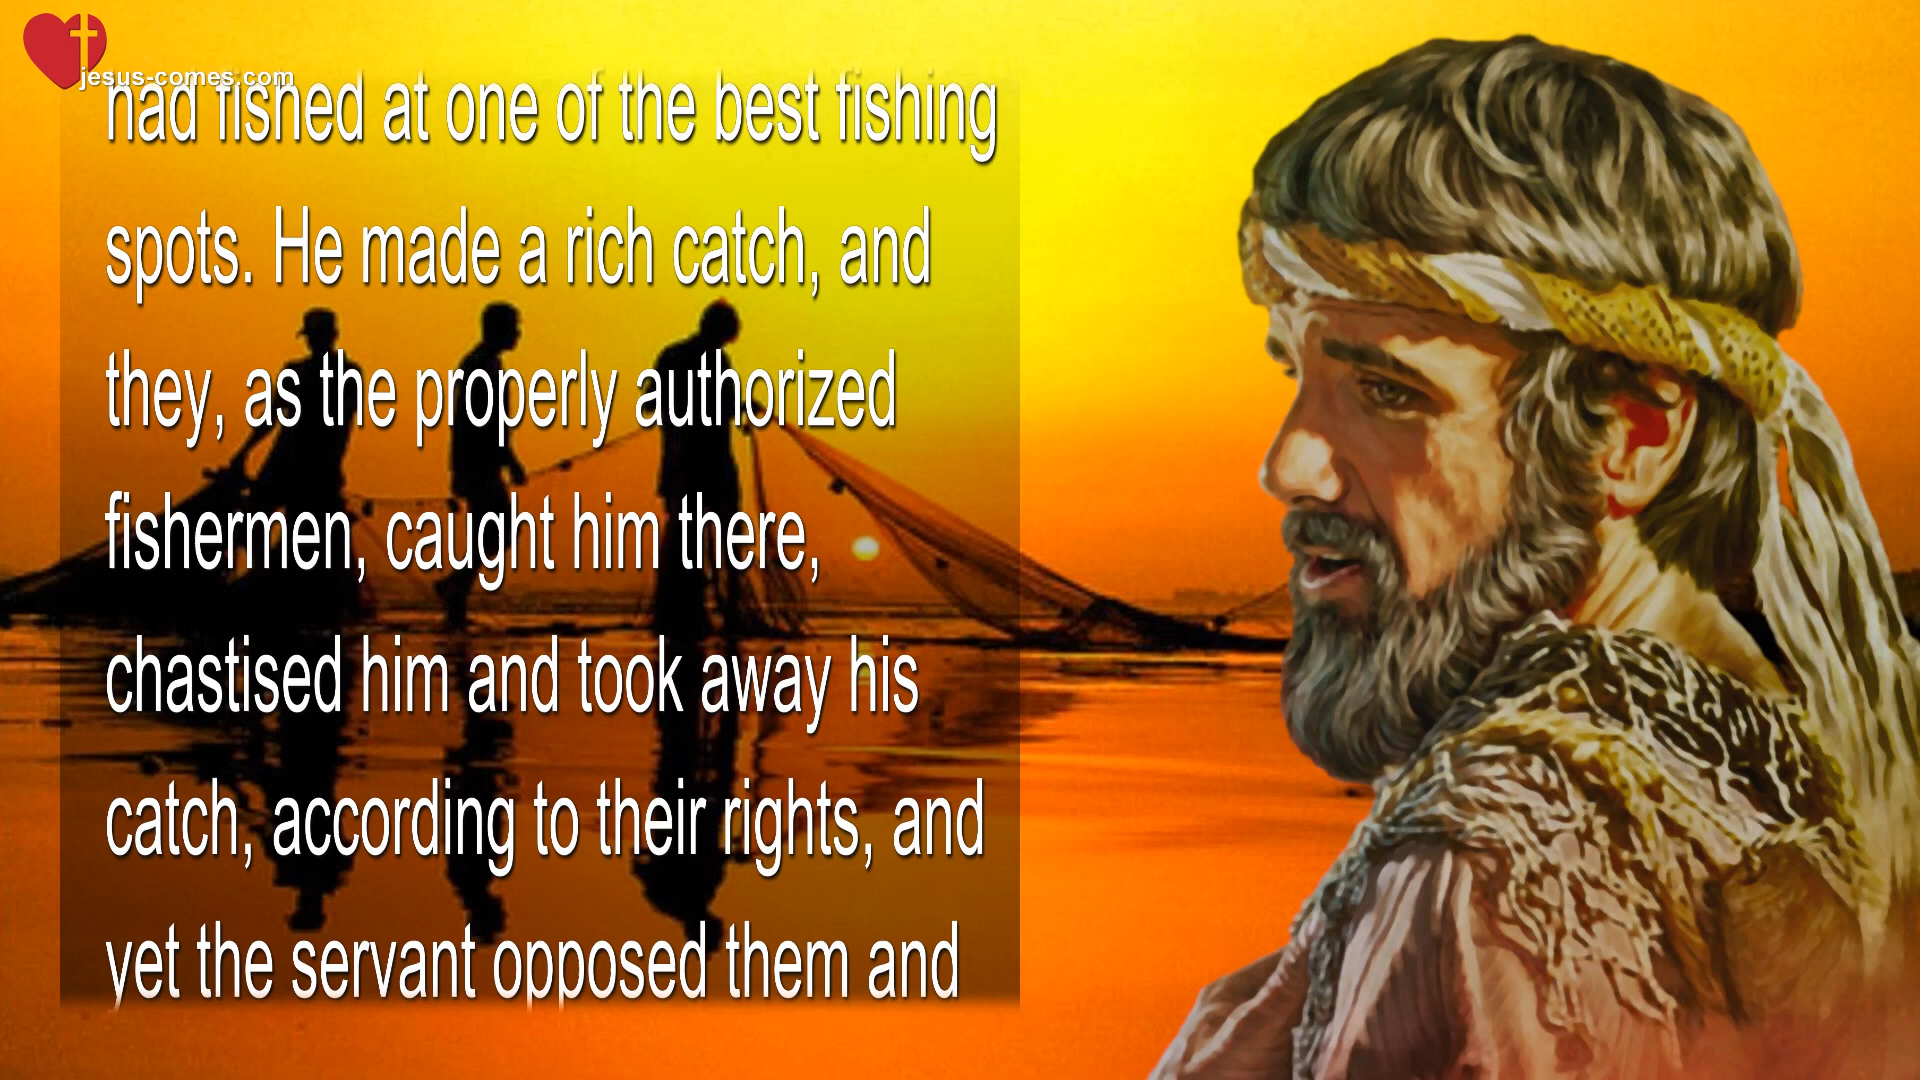 jesus-comes.com
had fished at one of the best fishing
spots. He made a rich catch, and
they, as the properly authorized
fishermen, caught him there,
chastised him and took away his
catch, according to their rights, and
yet the servant opposed them and